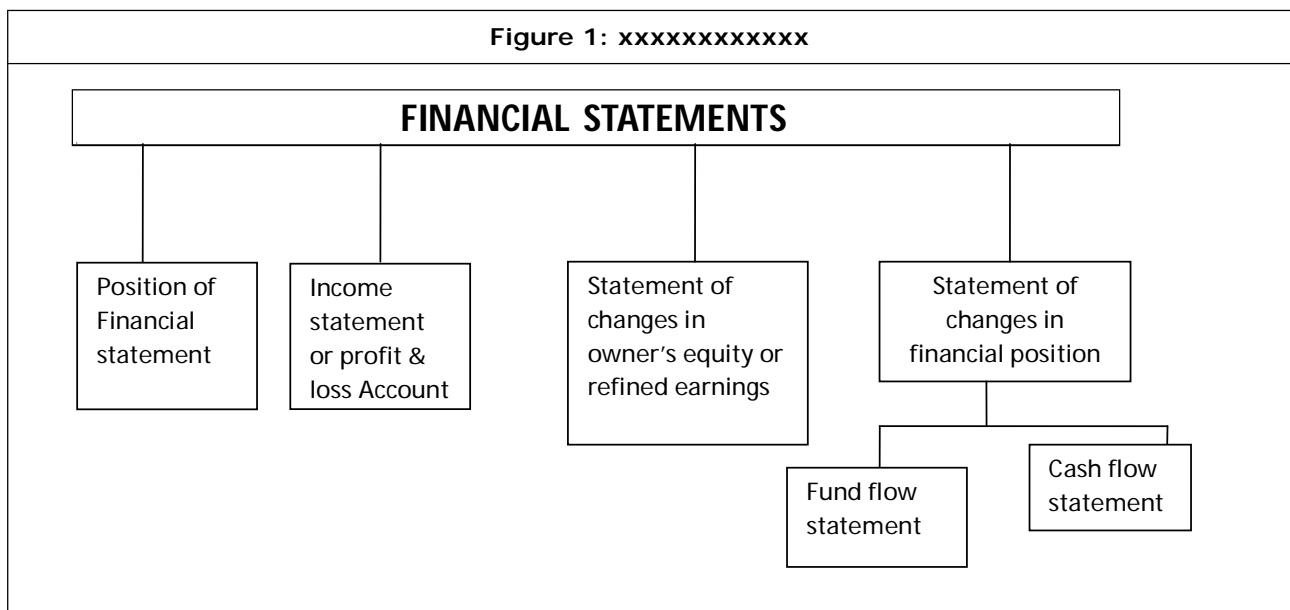 Figure 1: xxxxxxxxxxxx
FINANCIAL STATEMENTS
Position of
Financial
statement
Income
statement
or profit &
loss Account
Statement of
changes in
owner's equity or
refined earnings
Statement of
changes in
financial position
Fund flow
statement
Cash flow
statement